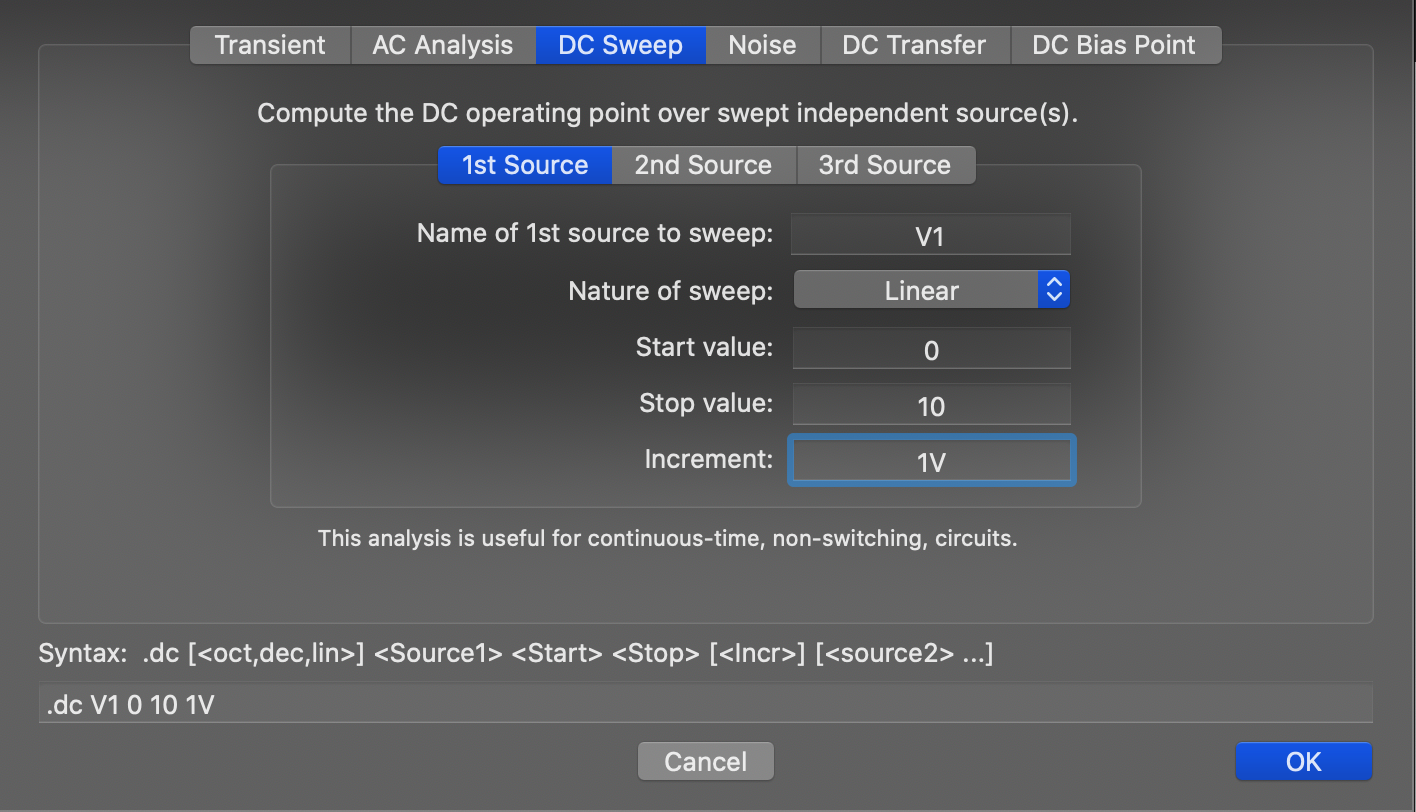 Transient AC Analysis DC Sweep Noise DC Transfer DC Bias Point
Compute the DC operating point over swept independent source(s).
1st Source 2nd Source 3rd Source
Name of 1st source to sweep: V1
Nature of sweep: Linear
Start value: 0
Stop value: 10
Increment: 1V
This analysis is useful for continuous-time, non-switching, circuits.
Syntax: .dc [<oct,dec,lin>] <Source1> <Start> <Stop> [<Incr>] [<source2> ...]
.dc V1 0 10 1V
Cancel OK